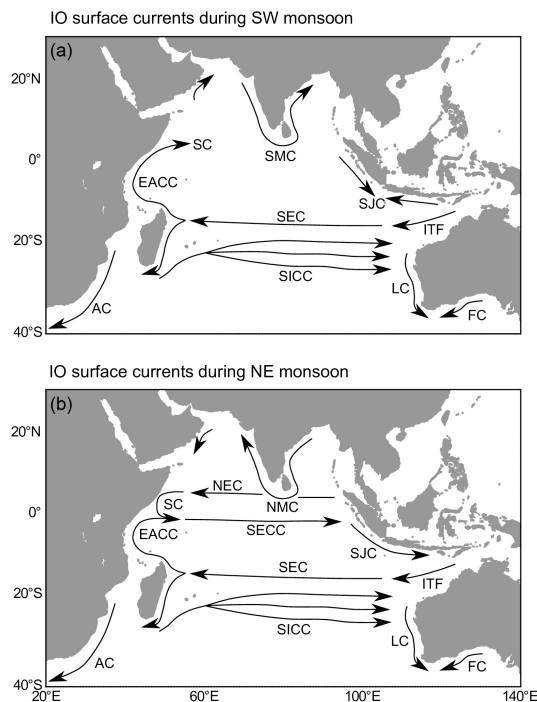 IO surface currents during SW monsoon
(a)
20°N
0°
20°S
40°S
SC
SMC
EACC
SJC
SEC
ITF
SICC
LC
AC
FC
IO surface currents during NE monsoon
(b)
20°N
0°
20°S
40°S
NEC
SC
NMC
SECC
EACC
SJC
SEC
ITF
SICC
LC
AC
FC
20°E
60°E
100°E
140°E